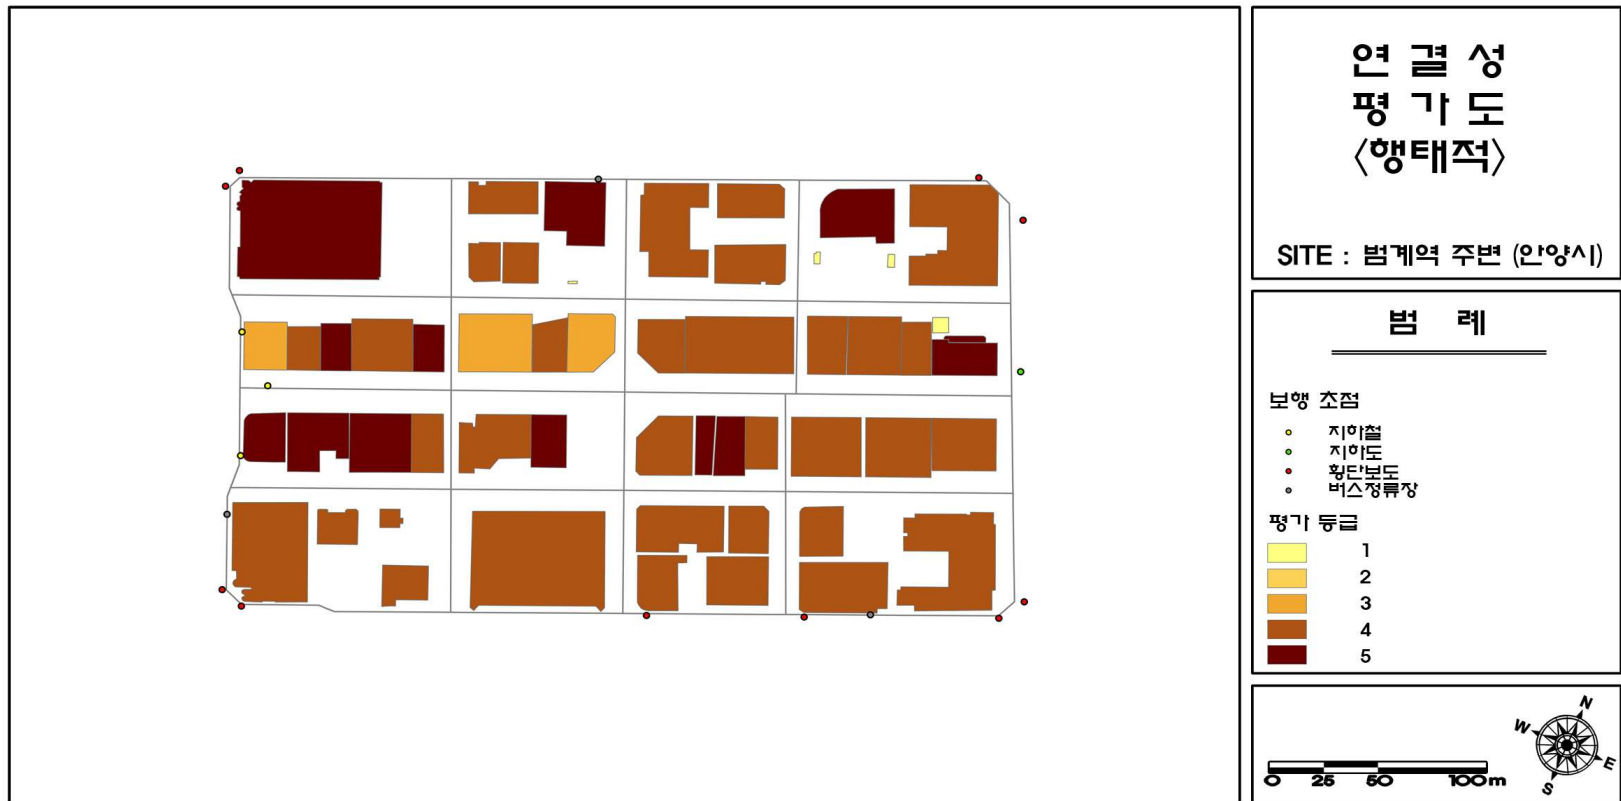 연 결 성
평 가 도
<행태적>
SITE : 범계역 주변 (안양시)
범 례
보행 초점
지하철
지하도
횡단보도
버스정류장
평가 등급
1
2
3
4
5
N
W
E
S
0 25 50 100m